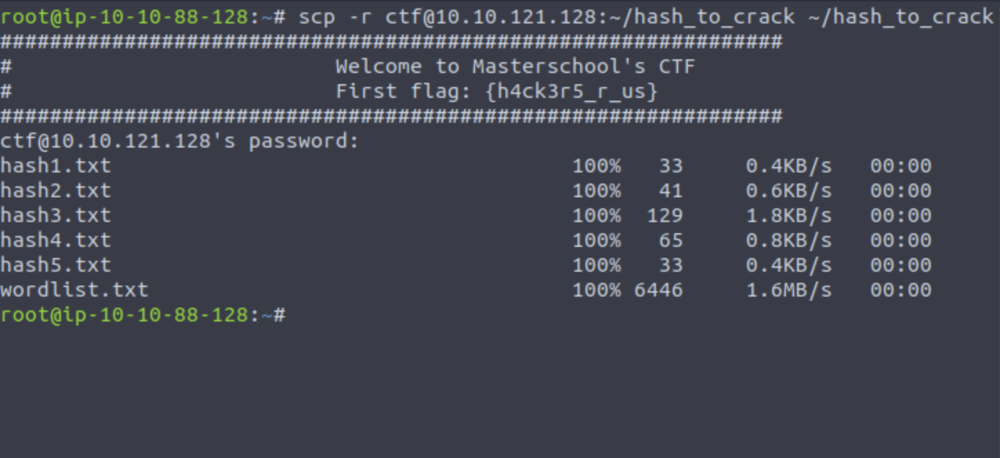 root@ip-10-10-88-128:~# scp -r ctf@10.10.121.128:~/hash_to_crack ~/hash_to_crack
###############################################################
#                          Welcome to Masterschool's CTF
#                          First flag: {h4ck3r5_r_us}
###############################################################
ctf@10.10.121.128's password:
hash1.txt                                     100%   33     0.4KB/s   00:00
hash2.txt                                     100%   41     0.6KB/s   00:00
hash3.txt                                     100%  129     1.8KB/s   00:00
hash4.txt                                     100%   65     0.8KB/s   00:00
hash5.txt                                     100%   33     0.4KB/s   00:00
wordlist.txt                                  100% 6446     1.6MB/s   00:00
root@ip-10-10-88-128:~#